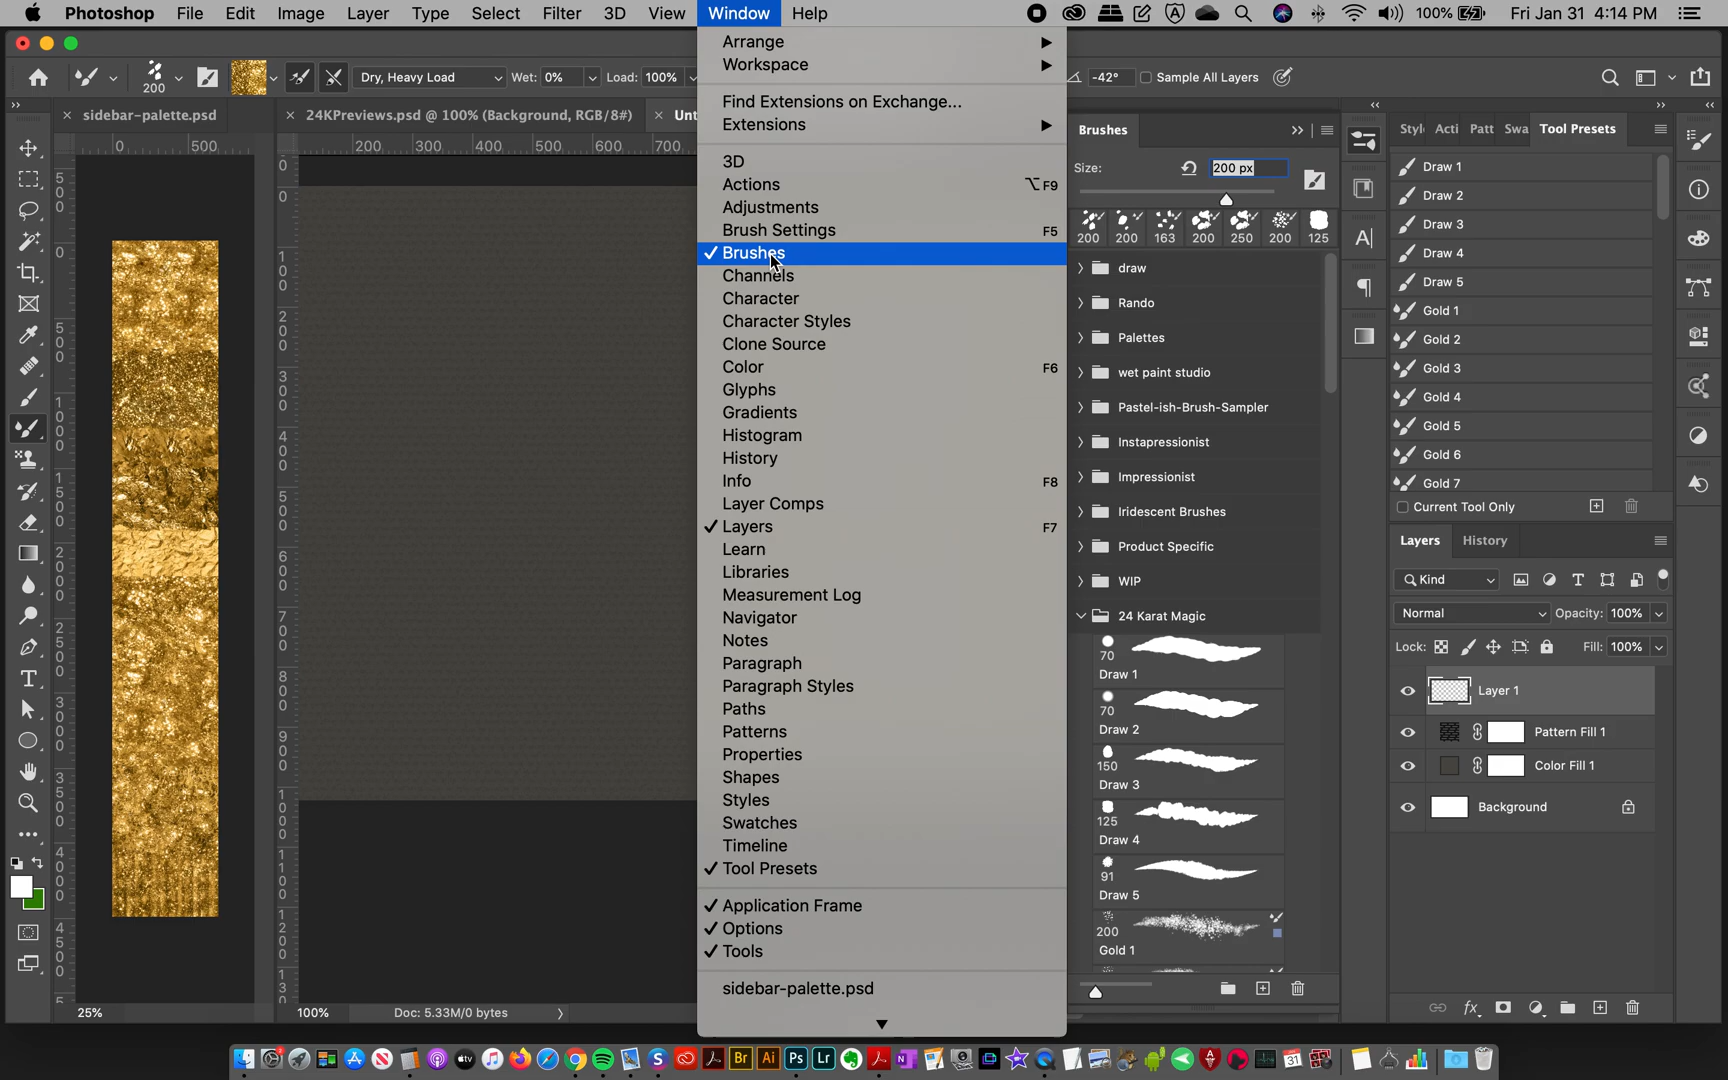 Photoshop File Edit Image Layer Type Select Filter 3D View Window Help 100% Fri Jan 31 4:14 PM
200 Dry, Heavy Load Wet: 0% Load: 100% -42° Sample All Layers
sidebar-palette.psd
24KPreviews.psd @ 100% (Background, RGB/8#)
Unt
0 500
200 300 400 500 600 700
Arrange
Workspace
Find Extensions on Exchange...
Extensions
3D
Actions ⌥F9
Adjustments
Brush Settings F5
Brushes
Channels
Character
Character Styles
Clone Source
Color F6
Glyphs
Gradients
Histogram
History
Info F8
Layer Comps
Layers F7
Learn
Libraries
Measurement Log
Navigator
Notes
Paragraph
Paragraph Styles
Paths
Patterns
Properties
Shapes
Styles
Swatches
Timeline
Tool Presets
Application Frame
Options
Tools
sidebar-palette.psd
Brushes
Size: 200 px
200 200 163 200 250 200 125
draw
Rando
Palettes
wet paint studio
Pastel-ish-Brush-Sampler
Instapressionist
Impressionist
Iridescent Brushes
Product Specific
WIP
24 Karat Magic
70
Draw 1
70
Draw 2
150
Draw 3
125
Draw 4
91
Draw 5
200
Gold 1
Styl Acti Patt Swa Tool Presets
Draw 1
Draw 2
Draw 3
Draw 4
Draw 5
Gold 1
Gold 2
Gold 3
Gold 4
Gold 5
Gold 6
Gold 7
Current Tool Only
Layers History
Kind
Normal Opacity: 100%
Lock: Fill: 100%
Layer 1
Pattern Fill 1
Color Fill 1
Background
25%
100% Doc: 5.33M/0 bytes